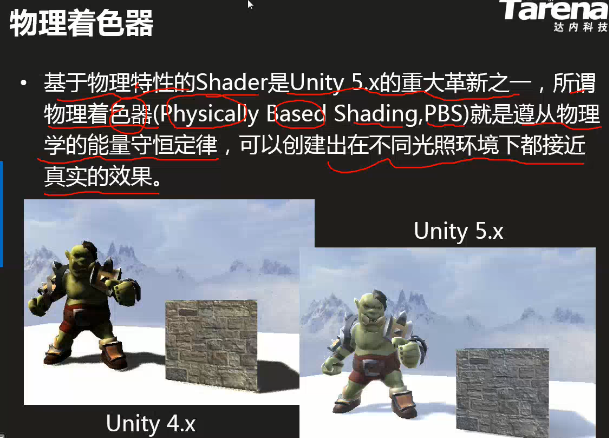 物理着色器
Tarena
达内科技
• 基于物理特性的Shader是Unity 5.x的重大革新之一，所谓
物理着色器(Physically Based Shading,PBS)就是遵从物理
学的能量守恒定律，可以创建出在不同光照环境下都接近
真实的效果。
Unity 5.x
Unity 4.x